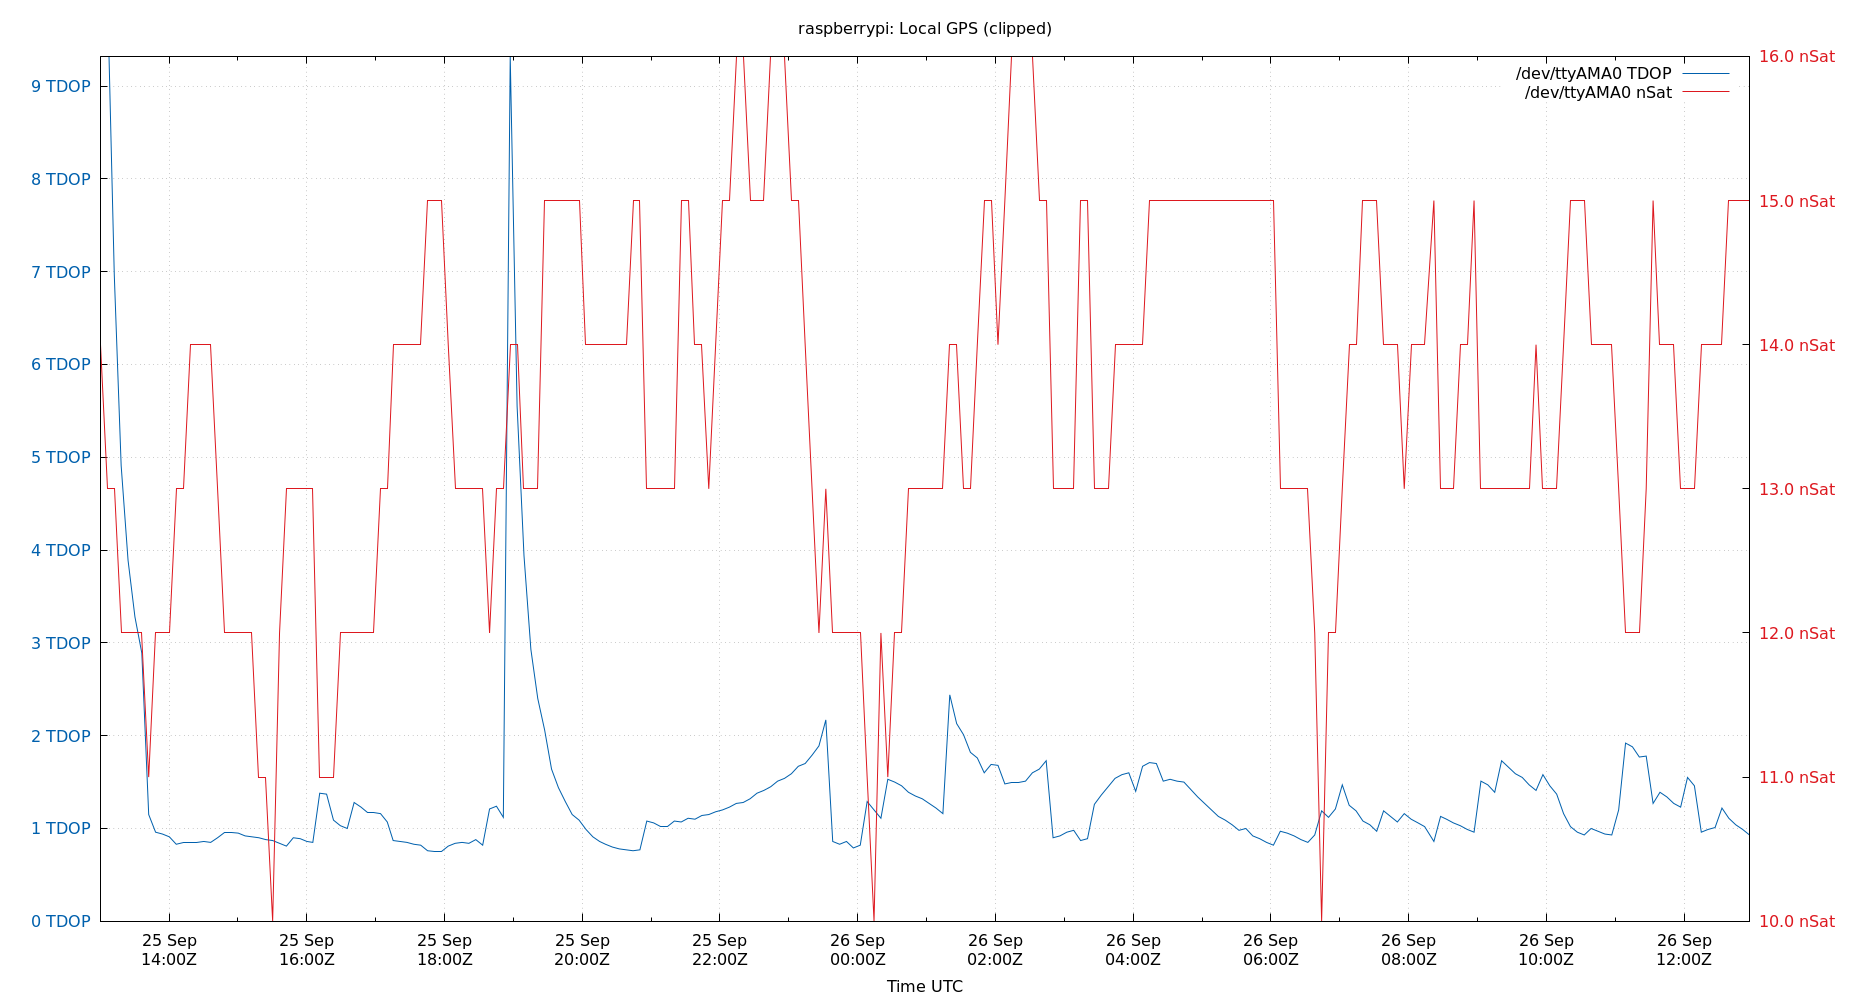 raspberrypi: Local GPS (clipped)
/dev/ttyAMA0 TDOP
/dev/ttyAMA0 nSat
9 TDOP
8 TDOP
7 TDOP
6 TDOP
5 TDOP
4 TDOP
3 TDOP
2 TDOP
1 TDOP
0 TDOP
16.0 nSat
15.0 nSat
14.0 nSat
13.0 nSat
12.0 nSat
11.0 nSat
10.0 nSat
25 Sep
14:00Z
25 Sep
16:00Z
25 Sep
18:00Z
25 Sep
20:00Z
25 Sep
22:00Z
26 Sep
00:00Z
26 Sep
02:00Z
26 Sep
04:00Z
26 Sep
06:00Z
26 Sep
08:00Z
26 Sep
10:00Z
26 Sep
12:00Z
Time UTC